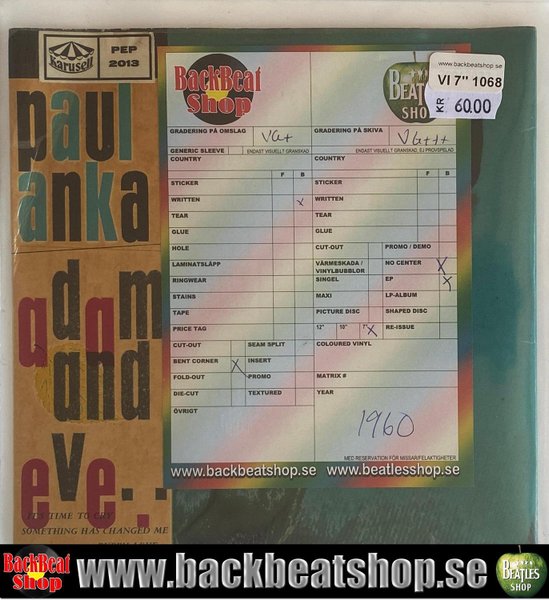 Karusell
PEP
2013
paul
anka
adam
and
eve...
IT'S TIME TO CRY
SOMETHING HAS CHANGED ME
BackBeat
Shop
BEATLES
SHOP
www.backbeatshop.se
VI 7" 1068
KR 60.00
GRADERING PÅ OMSLAG VG+
GRADERING PÅ SKIVA VG+++
GENERIC SLEEVE ENDAST VISUELLT GRANSKAD
ENDAST VISUELLT GRANSKAD, EJ PROVSPELAD
COUNTRY
F B
STICKER
WRITTEN X
TEAR
GLUE
HOLE
LAMINATSLÄPP
RINGWEAR
STAINS
TAPE
PRICE TAG
CUT-OUT SEAM SPLIT
BENT CORNER X INSERT
FOLD-OUT PROMO
DIE-CUT TEXTURED
ÖVRIGT
COUNTRY
F B
STICKER
WRITTEN
TEAR
GLUE
CUT-OUT PROMO / DEMO
VÄRMESKADA / VINYLBUBBLOR NO CENTER X
SINGEL EP X
MAXI LP-ALBUM
PICTURE DISC SHAPED DISC
12" 10" 7" X RE-ISSUE
COLOURED VINYL
MATRIX #
YEAR
1960
MED RESERVATION FÖR MISSAR/FELAKTIGHETER
www.backbeatshop.se www.beatlesshop.se
BackBeat
Shop
www.backbeatshop.se
BEATLES
SHOP